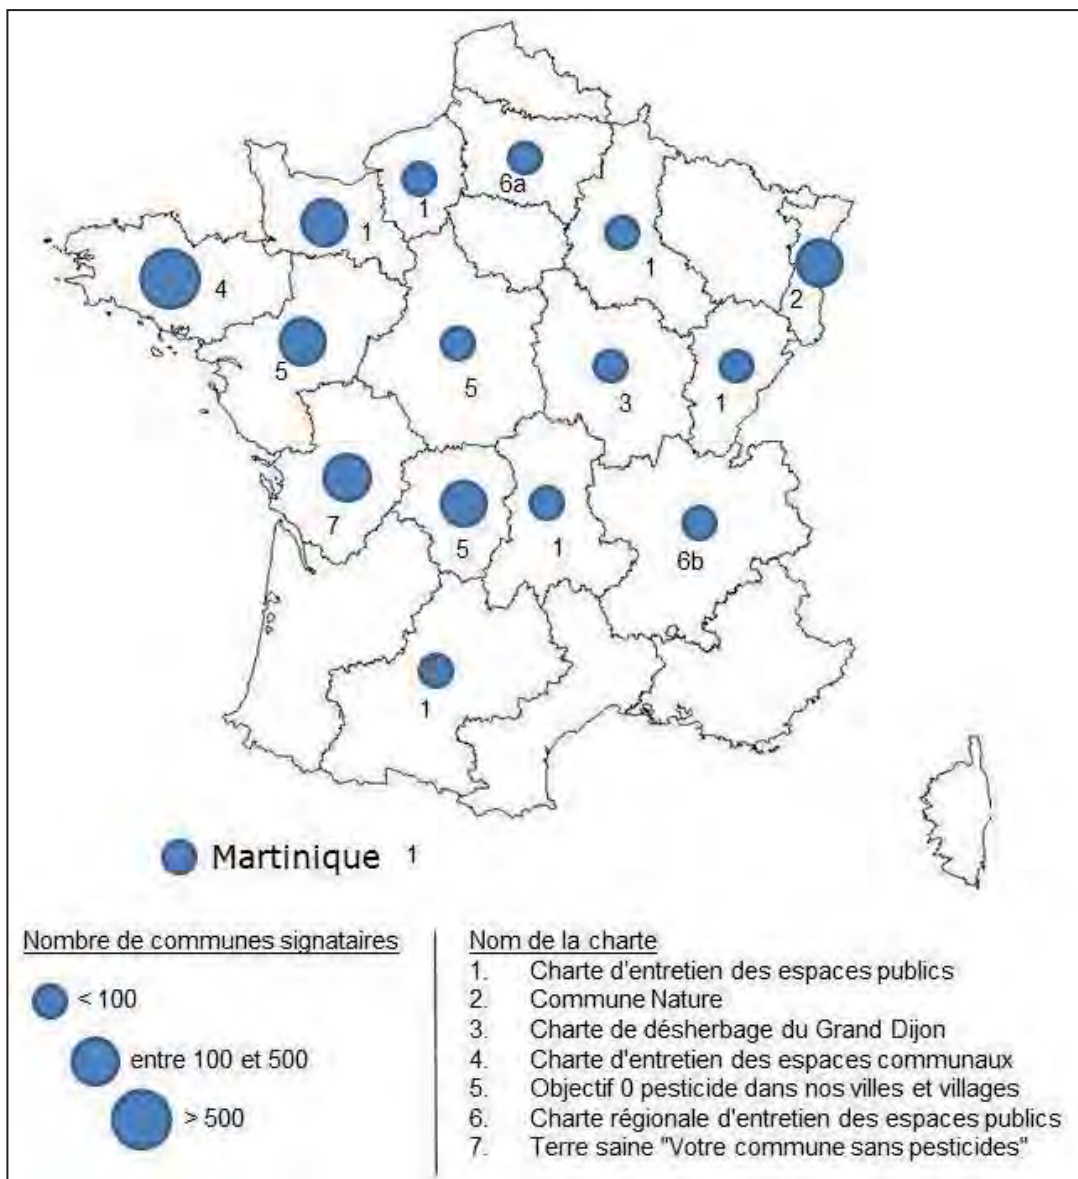 6a
1
1
1
4
2
5
5
3
1
7
5
1
6b
1
Martinique 1
Nombre de communes signataires
< 100
entre 100 et 500
> 500
Nom de la charte
1. Charte d'entretien des espaces publics
2. Commune Nature
3. Charte de désherbage du Grand Dijon
4. Charte d'entretien des espaces communaux
5. Objectif 0 pesticide dans nos villes et villages
6. Charte régionale d'entretien des espaces publics
7. Terre saine "Votre commune sans pesticides"